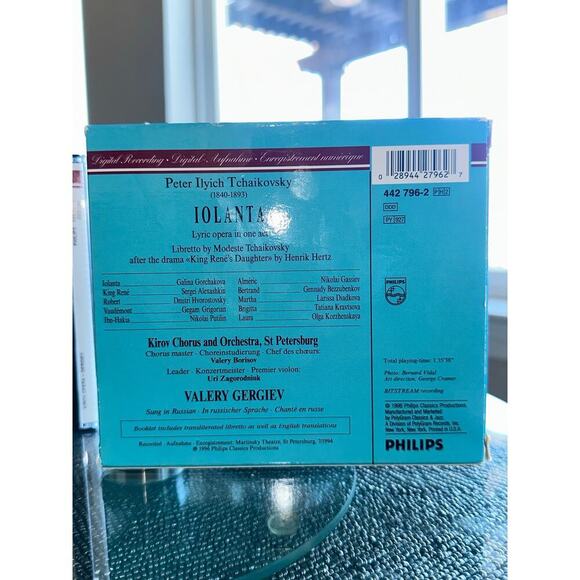 Digital Recording · Digital-Aufnahme · Enregistrement numérique
Peter Ilyich Tchaikovsky
(1840-1893)
IOLANTA
Lyric opera in one act
Libretto by Modeste Tchaikovsky
after the drama «King René's Daughter» by Henrik Hertz
Iolanta Galina Gorchakova Almeric Nikolai Gassiev
King René Sergei Alexashkin Bertrand Gennady Bezzubenkov
Robert Dmitri Hvorostovsky Martha Larissa Diadkova
Vaudémont Gegam Grigorian Brigitta Tatiana Kravtsova
Ibn-Hakia Nikolai Putilin Laura Olga Korzhenskaya
Kirov Chorus and Orchestra, St Petersburg
Chorus master · Choreinstudierung · Chef des chœurs:
Valery Borisov
Leader · Konzertmeister · Premier violon:
Uri Zagorodniuk
VALERY GERGIEV
Sung in Russian · In russischer Sprache · Chanté en russe
Booklet includes transliterated libretto as well as English translations
Recorded · Aufnahme · Enregistrement: Mariinsky Theatre, St Petersburg, 7/1994
℗ 1996 Philips Classics Productions
0 28944 27962 7
442 796-2 PH 2
DDD
PY 927
PHILIPS
Total playing-time: 1.35'38"
Photo: Bernard Vidal
Art direction: George Cramer
BITSTREAM recording
© 1996 Philips Classics Productions.
Manufactured and Marketed by
PolyGram Classics & Jazz,
A Division of PolyGram Records, Inc.
New York, New York. Printed in U.S.A.
PHILIPS